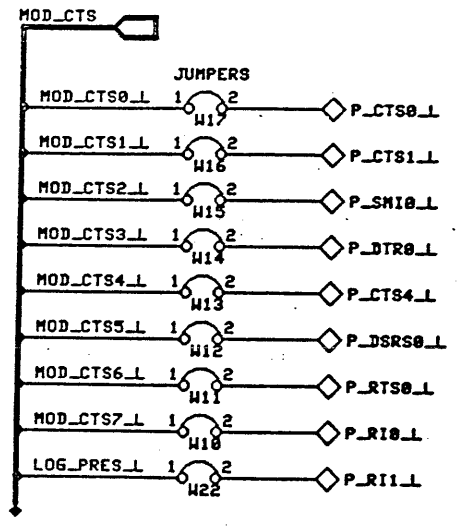 MOD_CTS
JUMPERS
MOD_CTS0_L 1 2 W17 P_CTS0_L
MOD_CTS1_L 1 2 W16 P_CTS1_L
MOD_CTS2_L 1 2 W15 P_SMI0_L
MOD_CTS3_L 1 2 W14 P_DTR0_L
MOD_CTS4_L 1 2 W13 P_CTS4_L
MOD_CTS5_L 1 2 W12 P_DSRS0_L
MOD_CTS6_L 1 2 W11 P_RTS0_L
MOD_CTS7_L 1 2 W10 P_RI0_L
LOG_PRES_L 1 2 W22 P_RI1_L